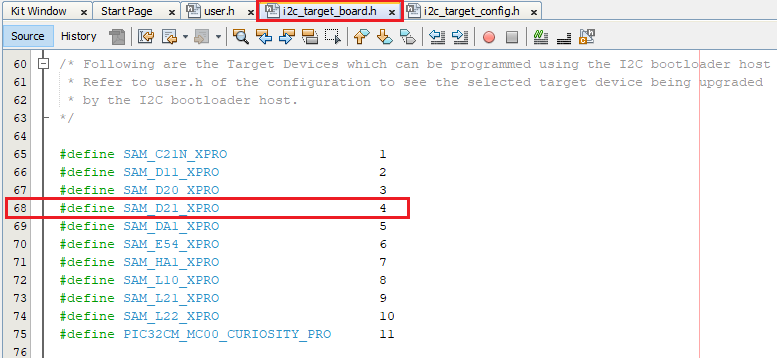 Kit Window Start Page user.h i2c_target_board.h i2c_target_config.h
Source History
60 /* Following are the Target Devices which can be programmed using the I2C bootloader host
61 * Refer to user.h of the configuration to see the selected target device being upgraded
62 * by the I2C bootloader host.
63 */
64
65 #define SAM_C21N_XPRO 1
66 #define SAM_D11_XPRO 2
67 #define SAM_D20_XPRO 3
68 #define SAM_D21_XPRO 4
69 #define SAM_DA1_XPRO 5
70 #define SAM_E54_XPRO 6
71 #define SAM_HA1_XPRO 7
72 #define SAM_L10_XPRO 8
73 #define SAM_L21_XPRO 9
74 #define SAM_L22_XPRO 10
75 #define PIC32CM_MC00_CURIOSITY_PRO 11
76